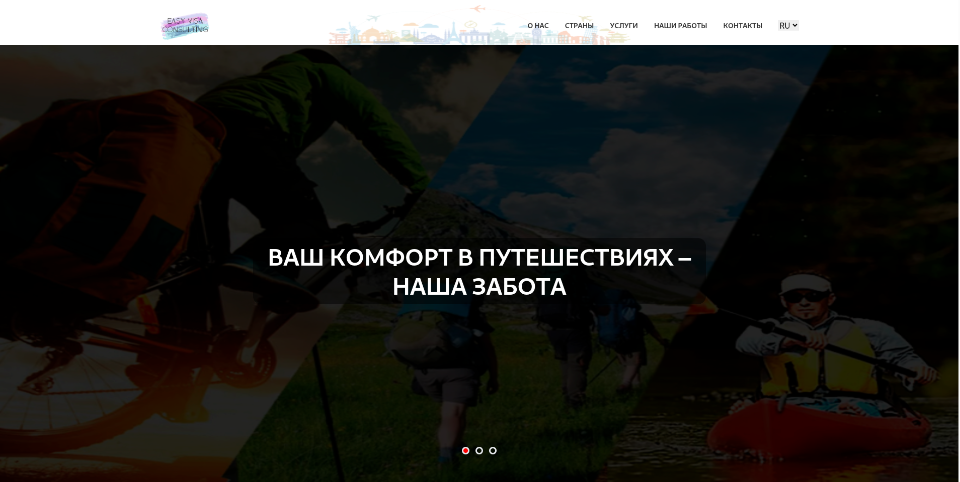 EASY VISA
CONSULTING
О НАС СТРАНЫ УСЛУГИ НАШИ РАБОТЫ КОНТАКТЫ RU
ВАШ КОМФОРТ В ПУТЕШЕСТВИЯХ –
НАША ЗАБОТА